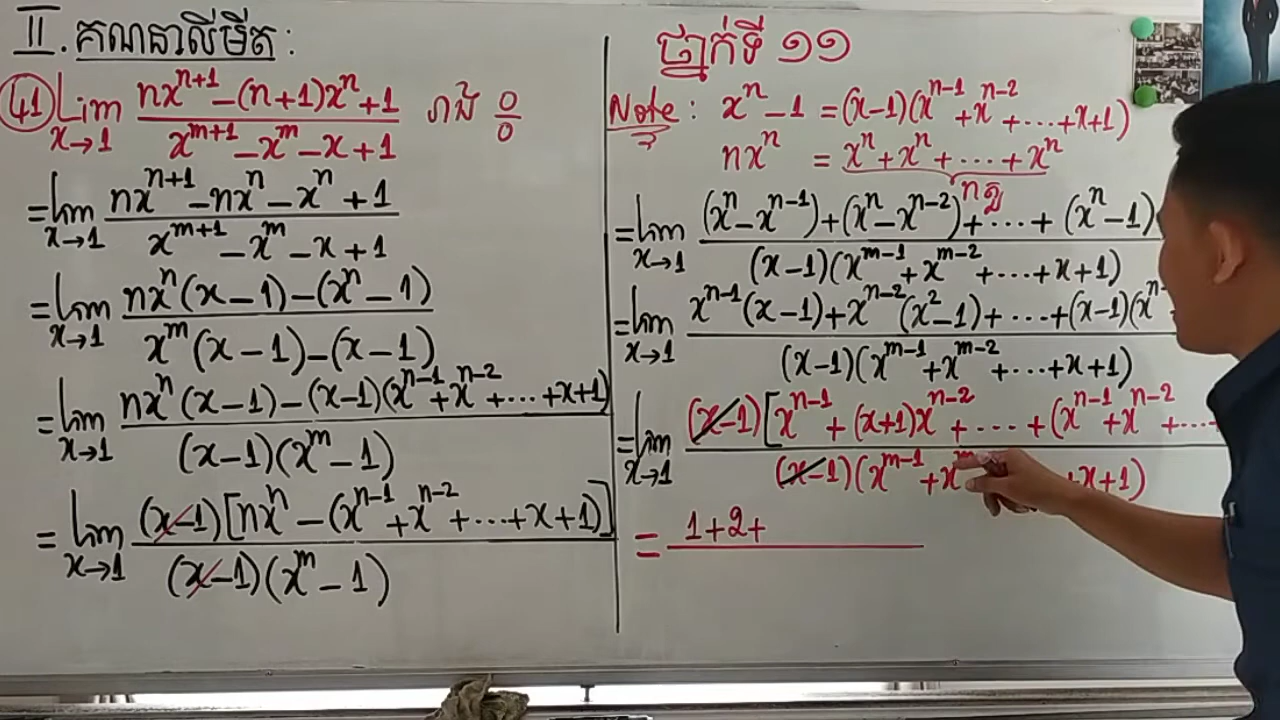 II. គណនាលីមីត :
41 Lim x→1 (nx^{n+1} - (n+1)x^n + 1) / (x^{m+1} - x^m - x + 1) រាង 0/0
= lim x→1 (nx^{n+1} - nx^n - x^n + 1) / (x^{m+1} - x^m - x + 1)
= lim x→1 (nx^n (x-1) - (x^n - 1)) / (x^m (x-1) - (x-1))
= lim x→1 (nx^n (x-1) - (x-1)(x^{n-1} + x^{n-2} + ... + x + 1)) / ((x-1)(x^m - 1))
= lim x→1 ((x-1)[nx^n - (x^{n-1} + x^{n-2} + ... + x + 1)]) / ((x-1)(x^m - 1))
ថ្នាក់ទី ១១
Note : x^n - 1 = (x-1)(x^{n-1} + x^{n-2} + ... + x + 1)
nx^n = x^n + x^n + ... + x^n
n តួ
= lim x→1 ((x^n - x^{n-1}) + (x^n - x^{n-2}) + ... + (x^n - 1)) / ((x-1)(x^{m-1} + x^{m-2} + ... + x + 1))
= lim x→1 (x^{n-1}(x-1) + x^{n-2}(x^2 - 1) + ... + (x-1)(x^{n-) / ((x-1)(x^{m-1} + x^{m-2} + ... + x + 1))
= lim x→1 ((x-1)[x^{n-1} + (x+1)x^{n-2} + ... + (x^{n-1} + x^{n-2} + ...) / ((x-1)(x^{m-1} + x^m + x + 1))
= 1+2+